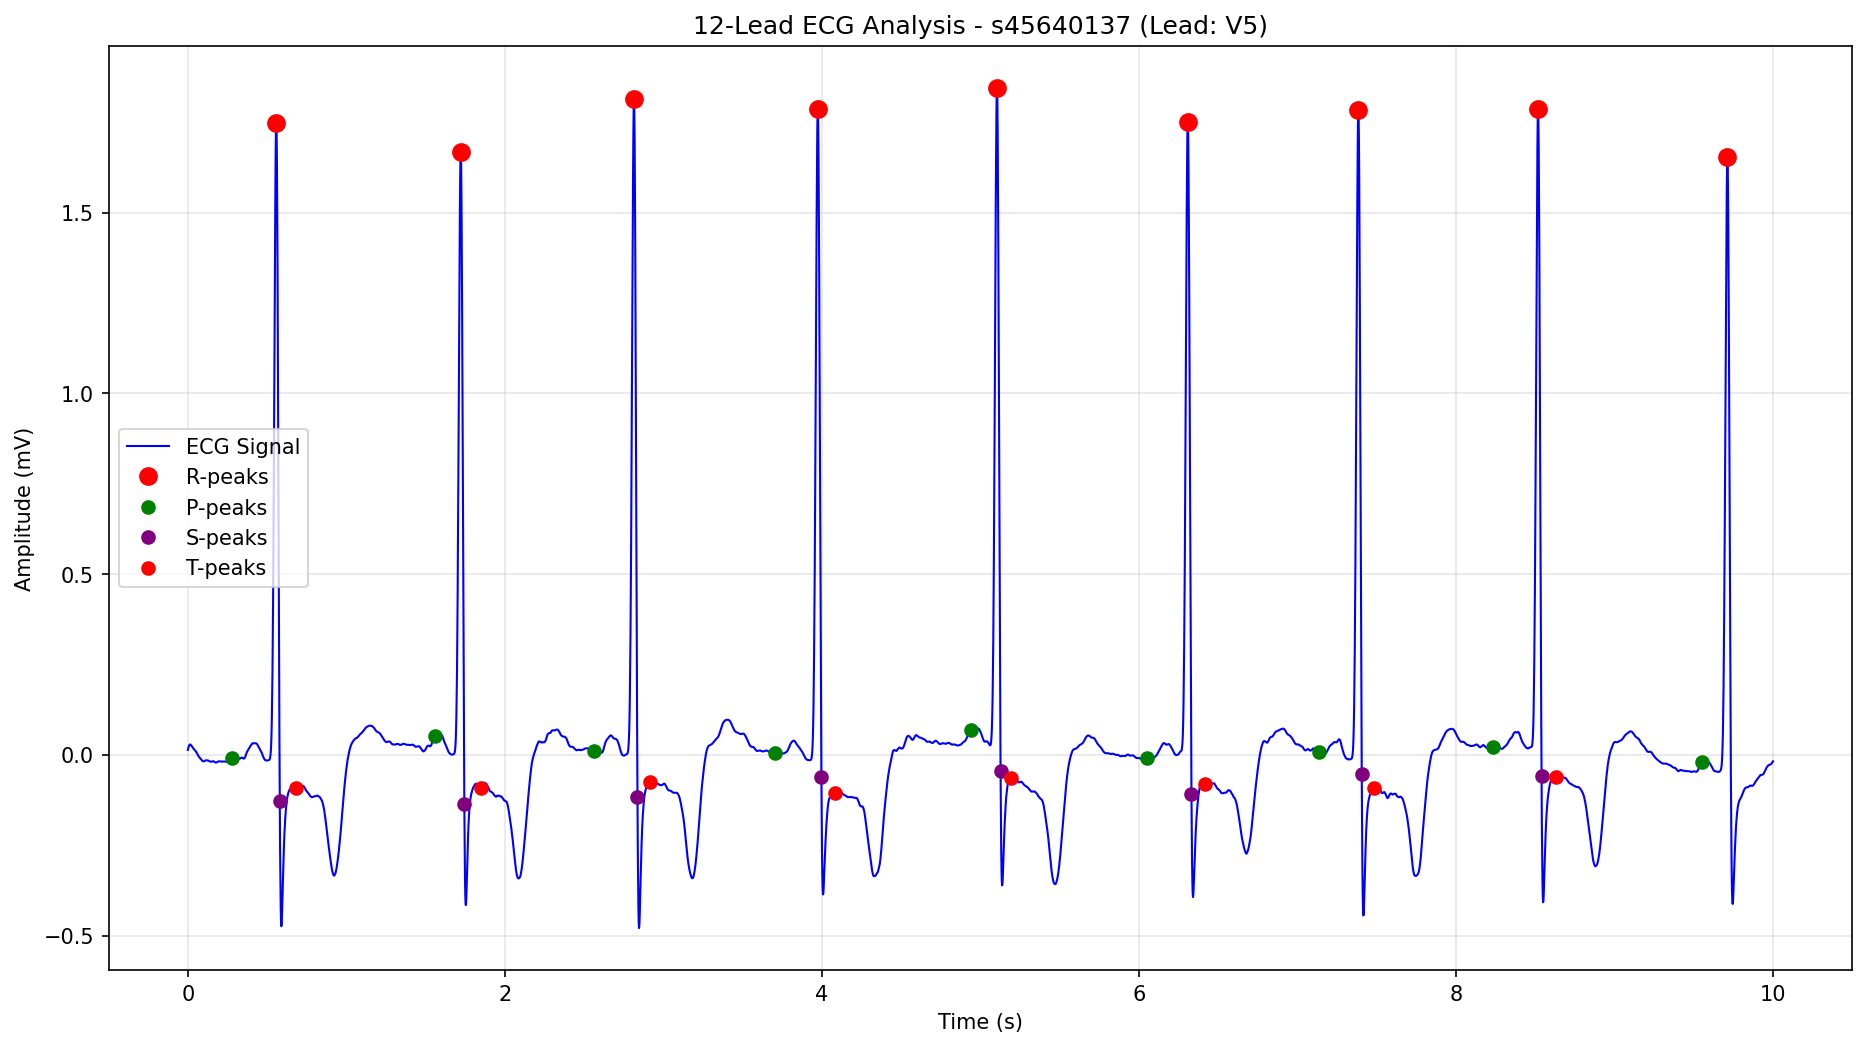 12-Lead ECG Analysis - s45640137 (Lead: V5)
Amplitude (mV)
1.5
1.0
0.5
0.0
−0.5
ECG Signal
R-peaks
P-peaks
S-peaks
T-peaks
0 2 4 6 8 10
Time (s)